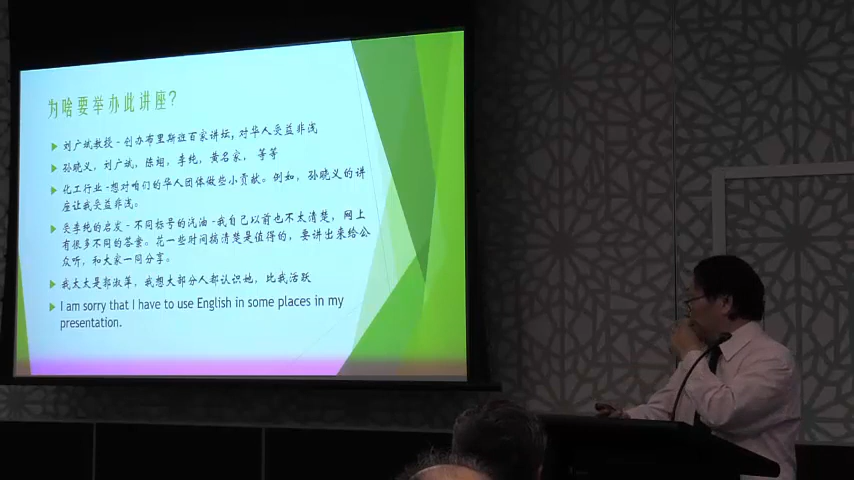 为啥要举办此讲座?
刘广斌教授 - 创办布里斯班百家讲坛, 对华人受益非浅
孙晓义, 刘广斌, 陈翊, 李纯, 黄名家, 等等
化工行业 - 想对咱们的华人团体做些小贡献。例如, 孙晓义的讲
座让我受益非浅。
受李纯的启发 - 不同标号的汽油 - 我自己以前也不太清楚, 网上
有很多不同的答案。花一些时间搞清楚是值得的, 要讲出来给公
众听, 和大家一同分享。
我太太是郭淑萍, 我想大部分人都认识她, 比我活跃
I am sorry that I have to use English in some places in my
presentation.